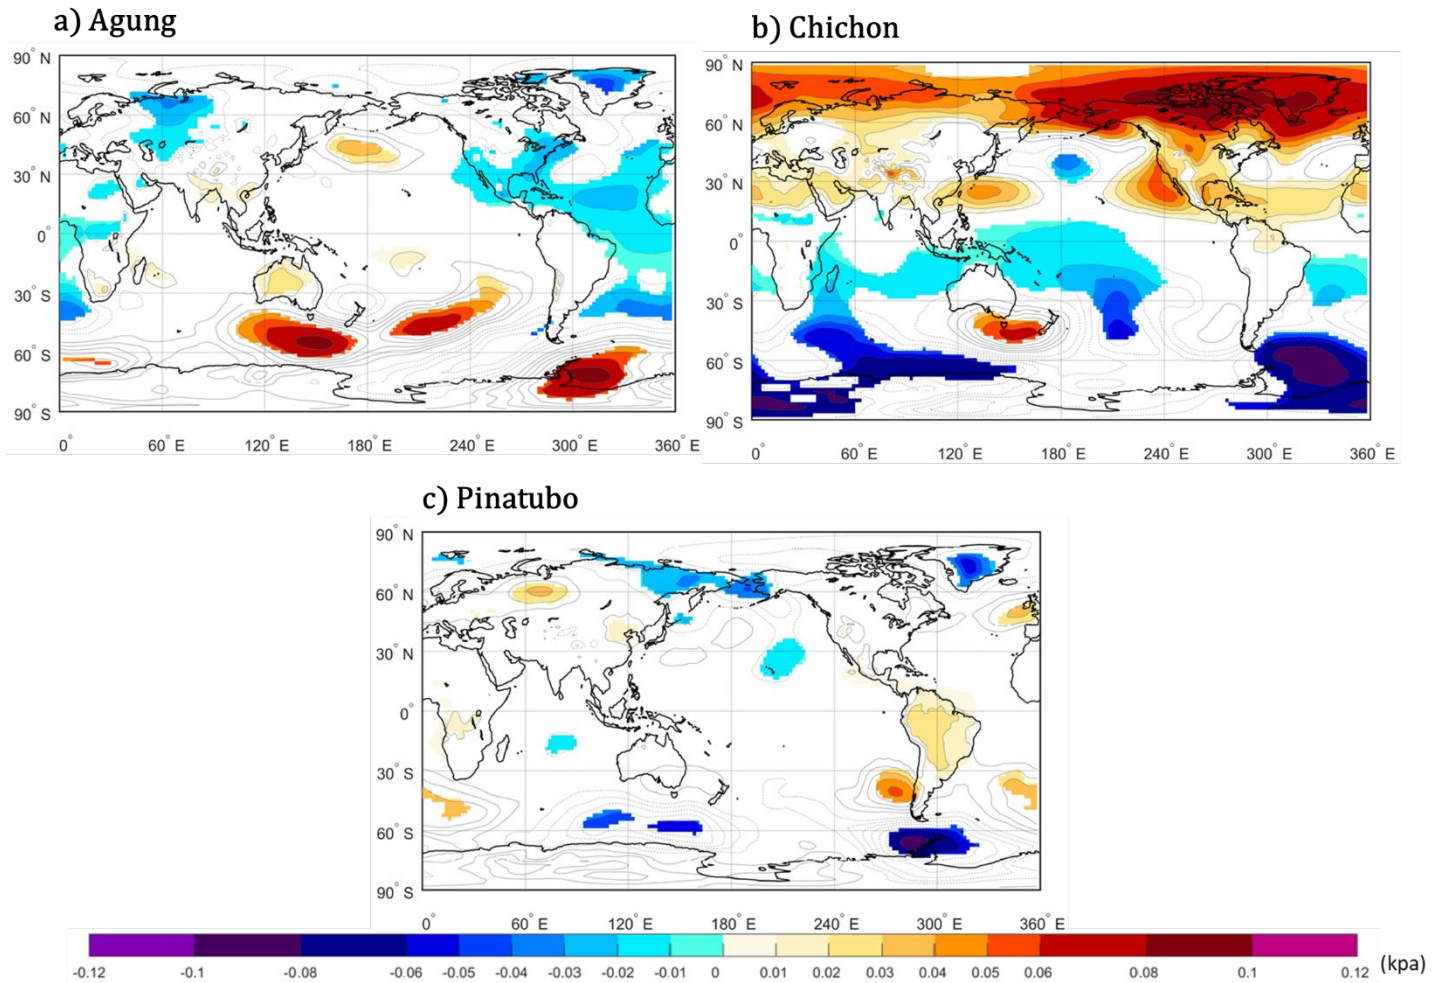 a) Agung
90° N
60° N
30° N
0°
30° S
60° S
90° S
0° 60° E 120° E 180° E 240° E 300° E 360° E
b) Chichon
90° N
60° N
30° N
0°
30° S
60° S
90° S
0° 60° E 120° E 180° E 240° E 300° E 360° E
c) Pinatubo
90° N
60° N
30° N
0°
30° S
60° S
90° S
0° 60° E 120° E 180° E 240° E 300° E 360° E
-0.12 -0.1 -0.08 -0.06 -0.05 -0.04 -0.03 -0.02 -0.01 0 0.01 0.02 0.03 0.04 0.05 0.06 0.08 0.1 0.12 (kpa)